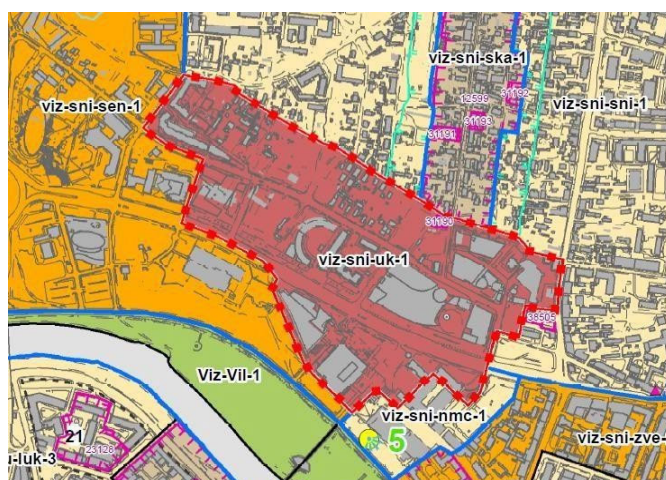 viz-sni-ska-1
31192
12599
viz-sni-sen-1
viz-sni-sni-1
31193
31191
31190
viz-sni-uk-1
38505
Viz-Vil-1
viz-sni-nmc-1
21
5
viz-sni-zve-
23128
u-luk-3